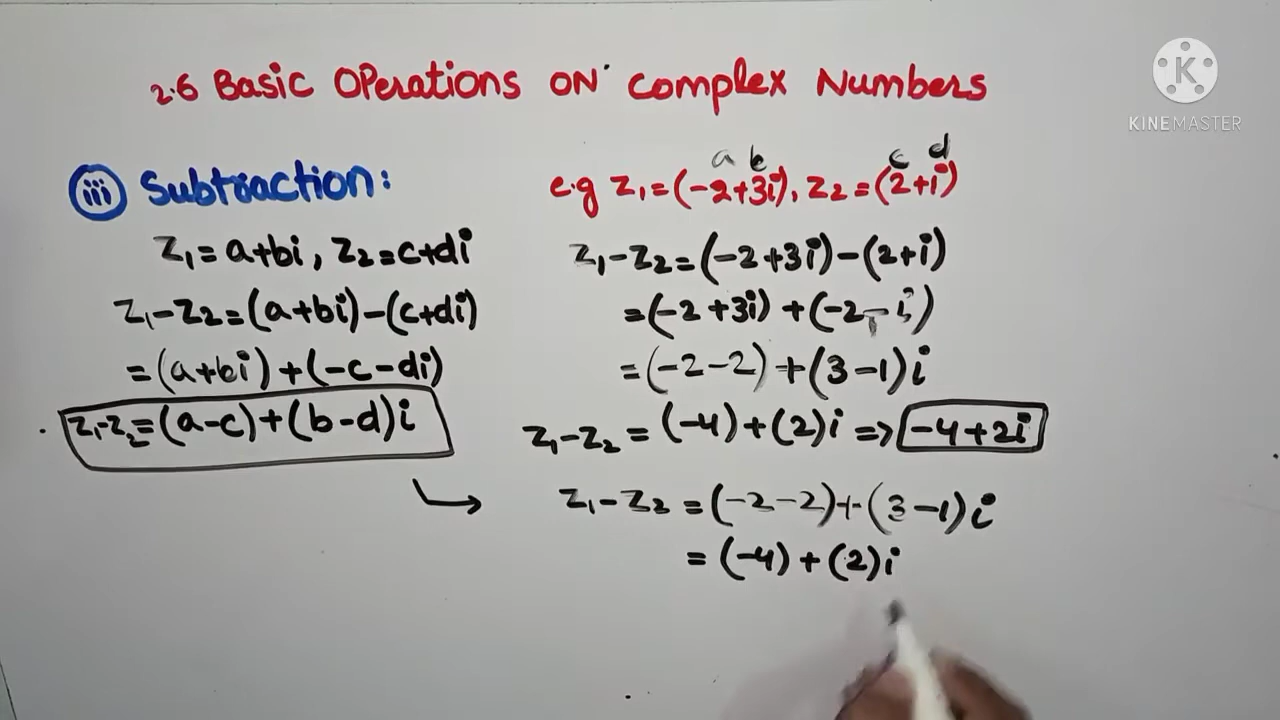 2.6 Basic Operations on Complex Numbers
KINEMASTER
(iii) Subtraction:
Z₁=a+bi, Z₂=c+di
Z₁-Z₂=(a+bi)-(c+di)
=(a+bi)+(-c-di)
Z₁-Z₂=(a-c)+(b-d)i
a b c d
e.g Z₁=(-2+3i), Z₂=(2+i)
Z₁-Z₂=(-2+3i)-(2+i)
=(-2+3i)+(-2-i)
=(-2-2)+(3-1)i
Z₁-Z₂=(-4)+(2)i => -4+2i
→ Z₁-Z₂=(-2-2)+(3-1)i
=(-4)+(2)i